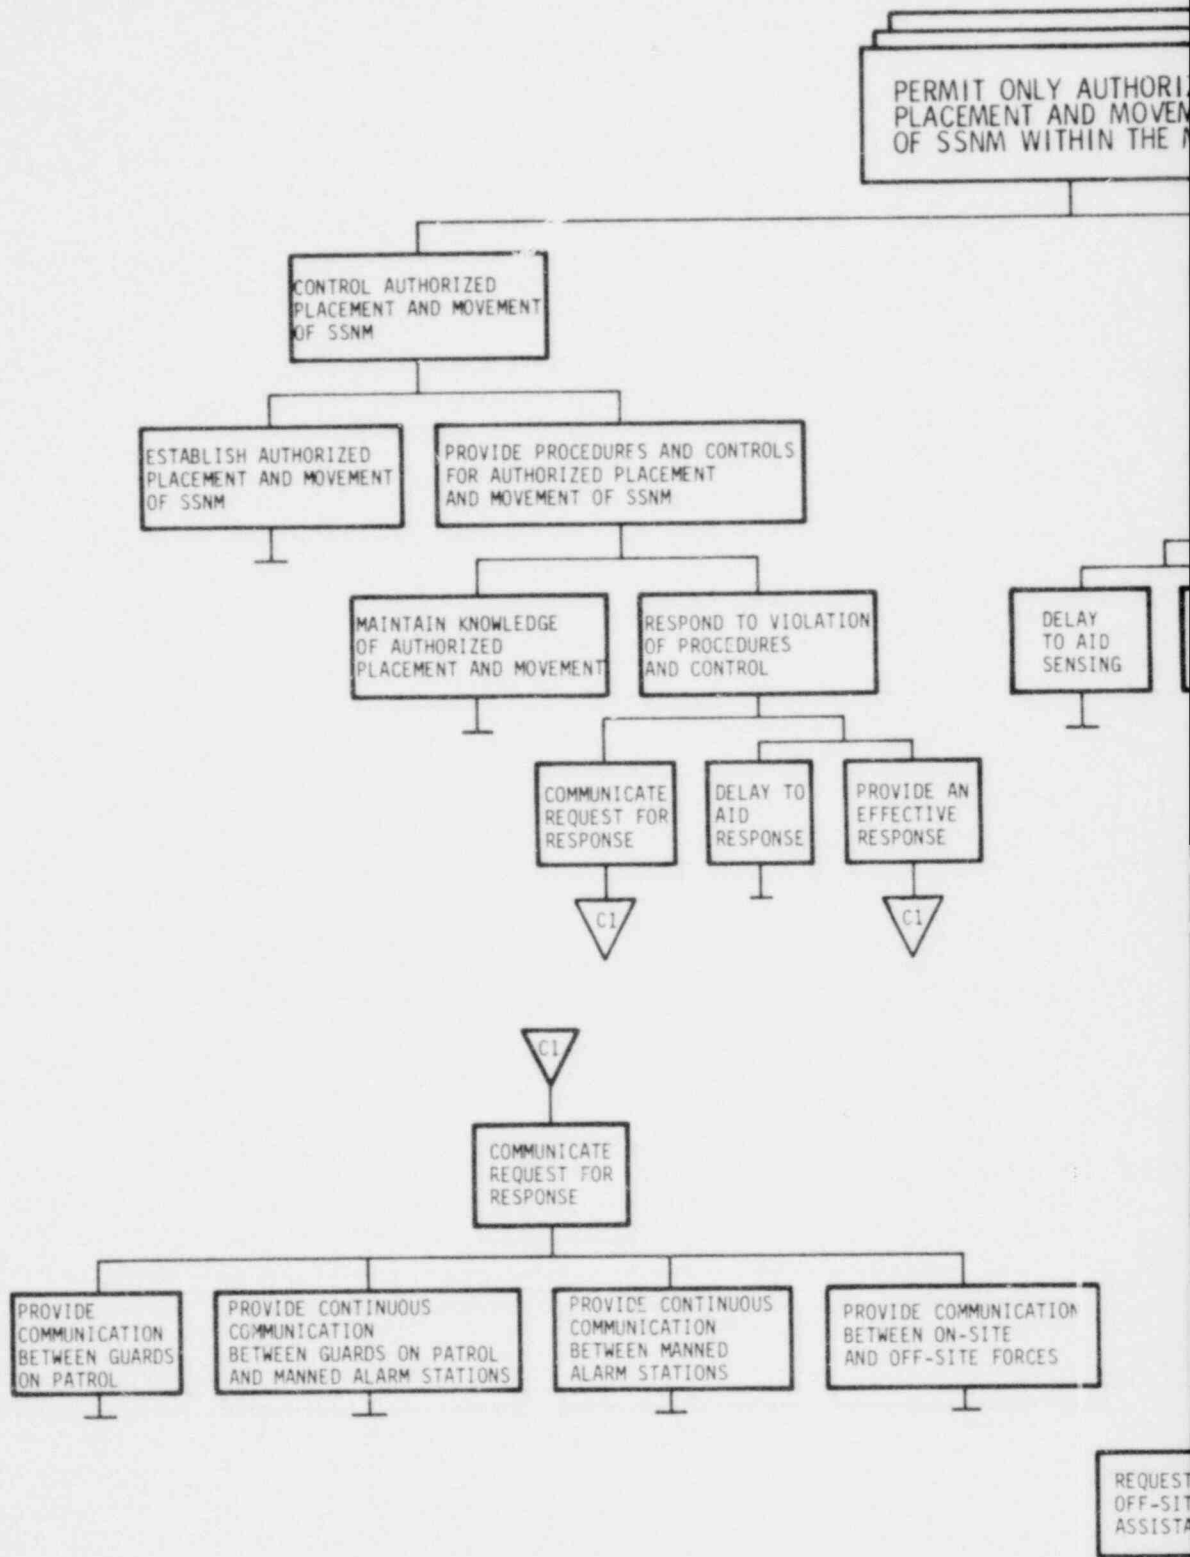 PERMIT ONLY
PLACEMENT AND
OF SSNM WITHIN THE
CONTROL AUTHORIZED
PLACEMENT AND MOVEMENT
OF SSNM
ESTABLISH AUTHORIZED
PLACEMENT AND MOVEMENT
OF SSNM
PROVIDE PROCEDURES AND CONTROLS
FOR AUTHORIZED PLACEMENT
AND MOVEMENT OF SSNM
MAINTAIN KNOWLEDGE
OF AUTHORIZED
PLACEMENT AND MOVEMENT
RESPOND TO VIOLATION
OF PROCEDURES
AND CONTROL
DELAY
TO AID
SENSING
COMMUNICATE
REQUEST FOR
RESPONSE
DELAY TO
AID
RESPONSE
PROVIDE AN
EFFECTIVE
RESPONSE
C1
C1
C1
COMMUNICATE
REQUEST FOR
RESPONSE
PROVIDE
COMMUNICATION
BETWEEN GUARDS
ON PATROL
PROVIDE CONTINUOUS
COMMUNICATION
BETWEEN GUARDS ON PATROL
AND MANNED ALARM STATIONS
PROVIDE CONTINUOUS
COMMUNICATION
BETWEEN MANNED
ALARM STATIONS
PROVIDE COMMUNICATION
BETWEEN ON-SITE
AND OFF-SITE FORCES
REQUEST
OFF-SIT
ASSISTA